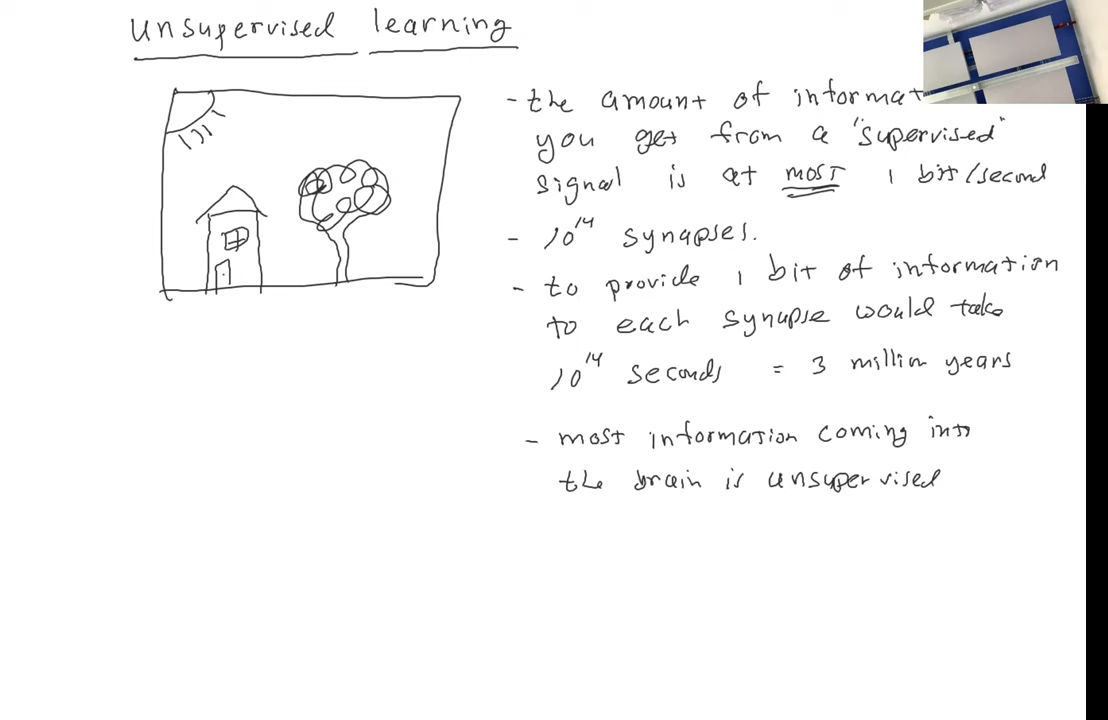 unsupervised learning
- the amount of informat
you get from a "supervised"
signal is at most 1 bit/second
- 10^14 synapses.
- to provide 1 bit of information
to each synapse would take
10^14 seconds = 3 million years
- most information coming into
the brain is unsupervised